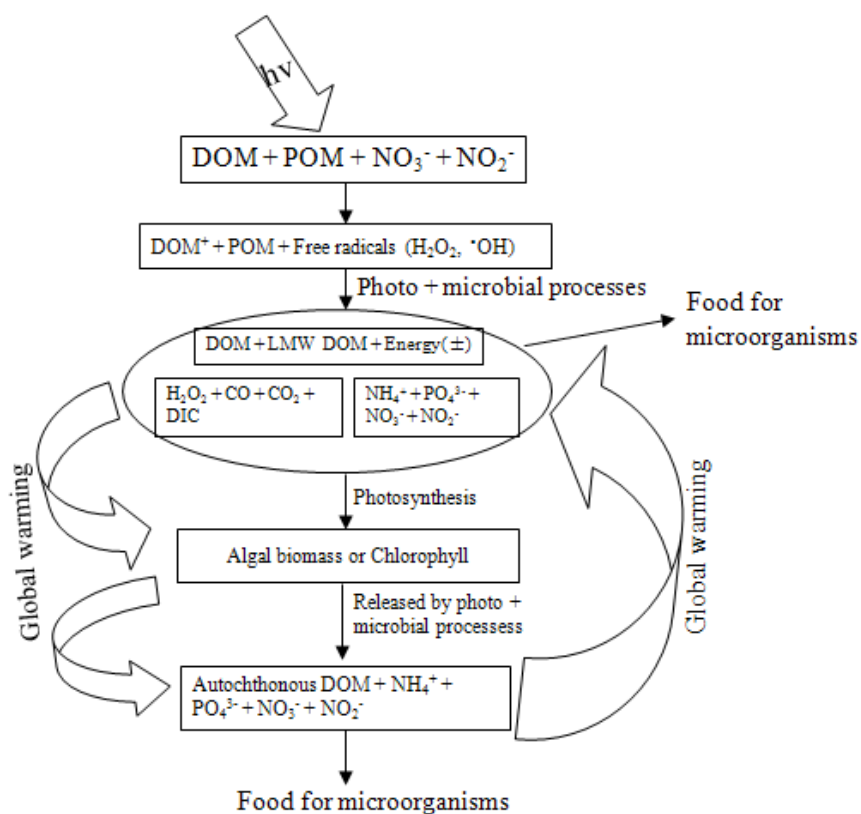 hν
DOM + POM + NO₃⁻ + NO₂⁻
DOM⁺ + POM + Free radicals (H₂O₂, •OH)
Photo + microbial processes
Food for
microorganisms
DOM + LMW DOM + Energy(±)
H₂O₂ + CO + CO₂ +
DIC
NH₄⁺ + PO₄³⁻ +
NO₃⁻ + NO₂⁻
Photosynthesis
Global warming
Global warming
Algal biomass or Chlorophyll
Released by photo +
microbial processess
Autochthonous DOM + NH₄⁺ +
PO₄³⁻ + NO₃⁻ + NO₂⁻
Food for microorganisms